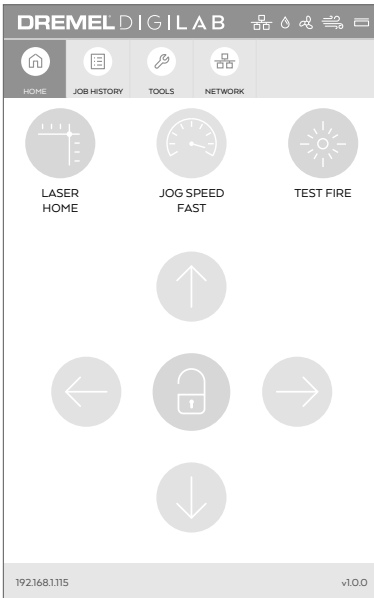 DREMEL DIGILAB
HOME
JOB HISTORY
TOOLS
NETWORK
LASER
HOME
JOG SPEED
FAST
TEST FIRE
192.168.1.115
v1.0.0